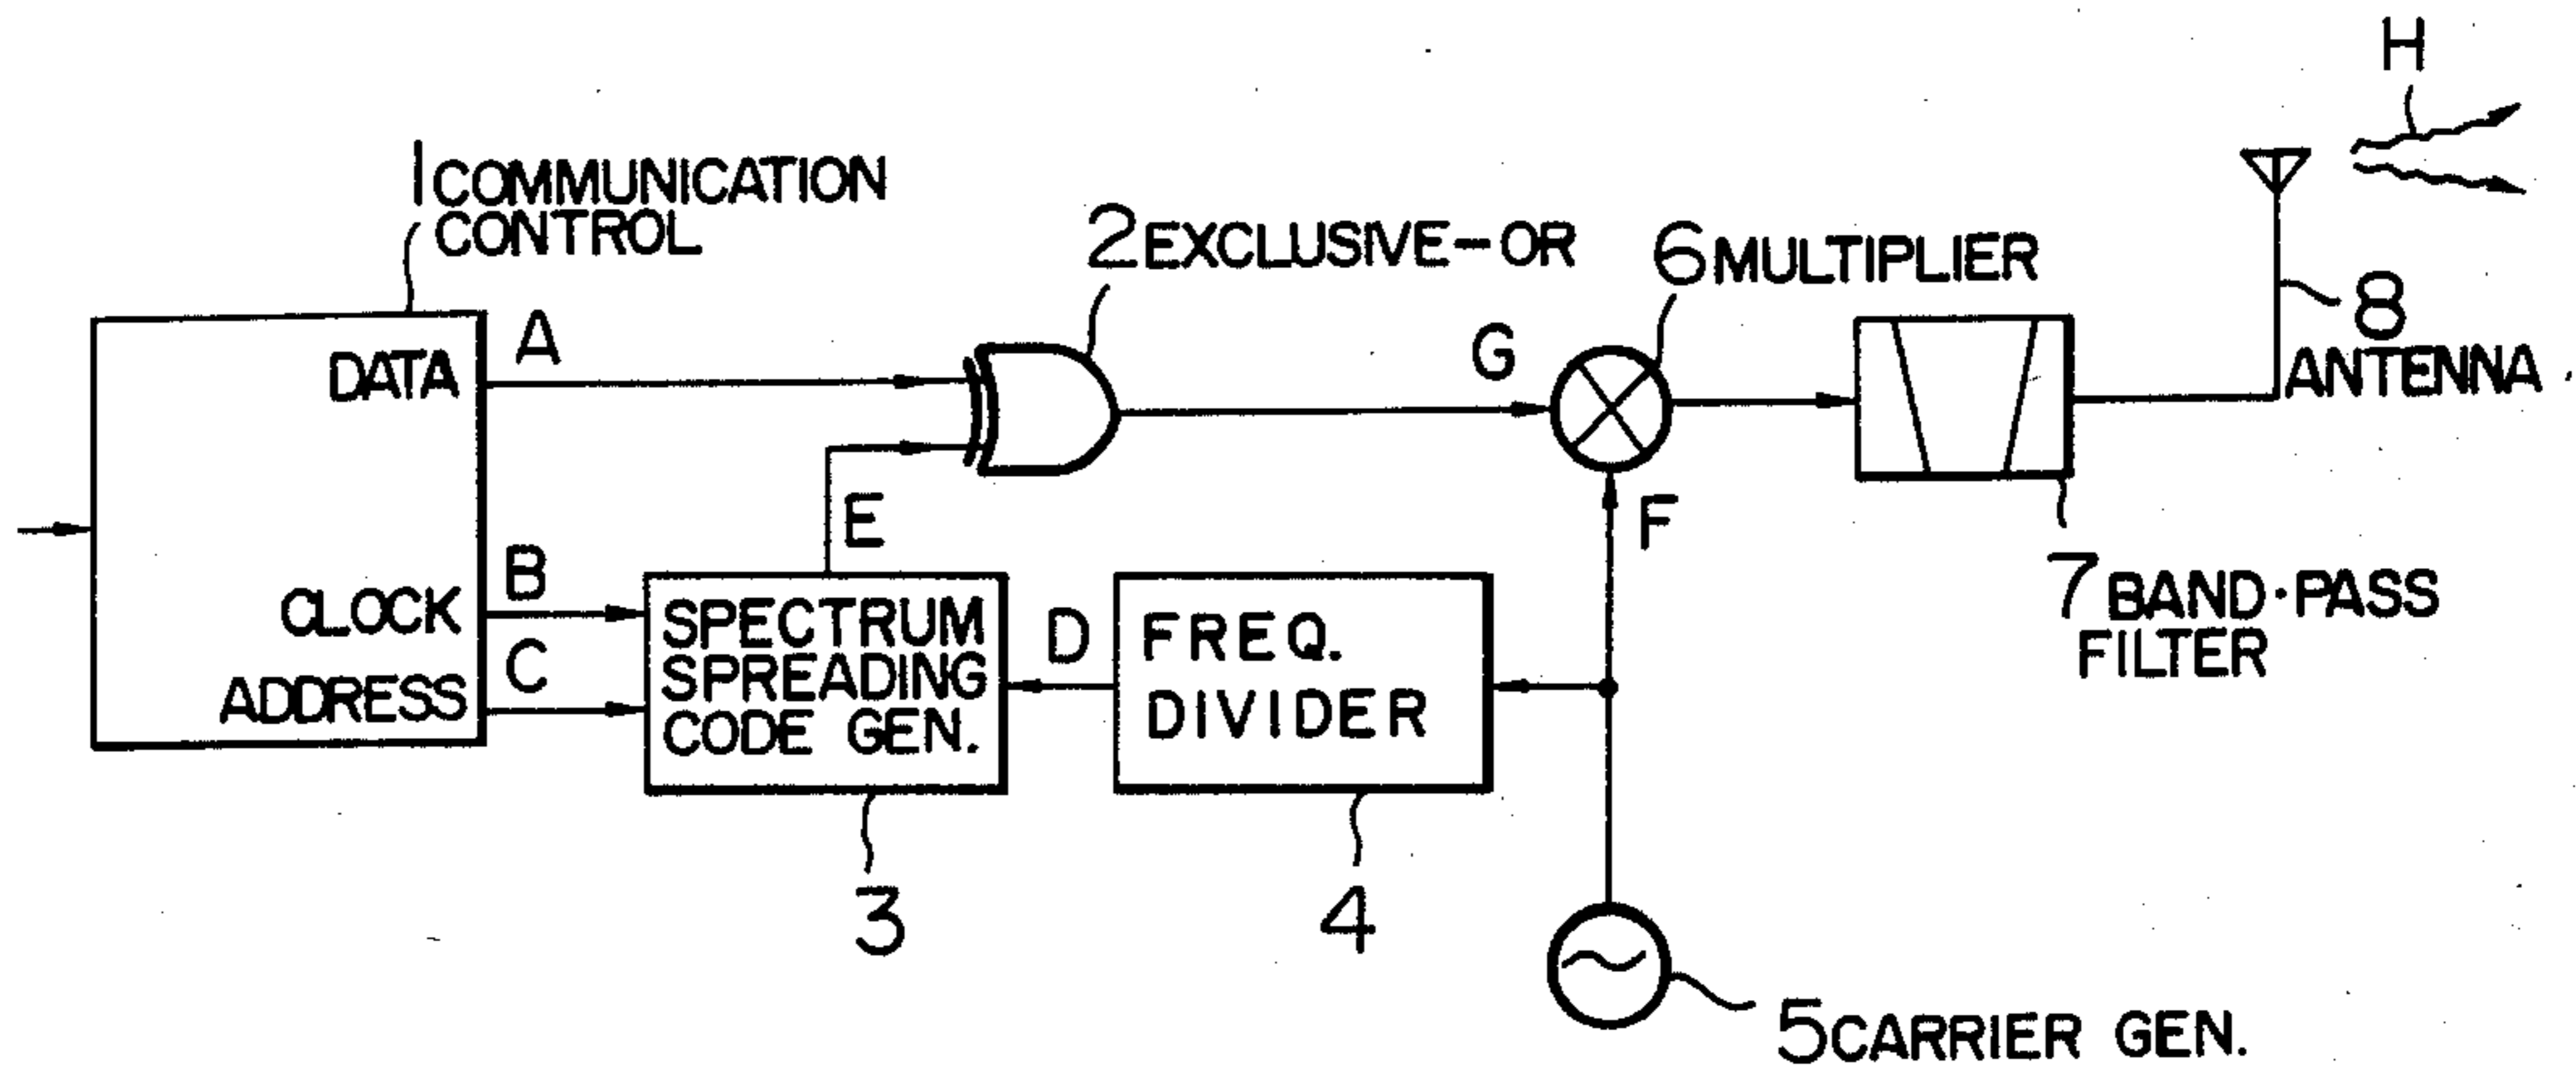 H
1 COMMUNICATION
CONTROL
2 EXCLUSIVE-OR
6 MULTIPLIER
8
ANTENNA
DATA
A
G
E
F
CLOCK
B
ADDRESS
C
SPECTRUM
SPREADING
CODE GEN.
D
FREQ.
DIVIDER
7 BAND·PASS
FILTER
3
4
5 CARRIER GEN.